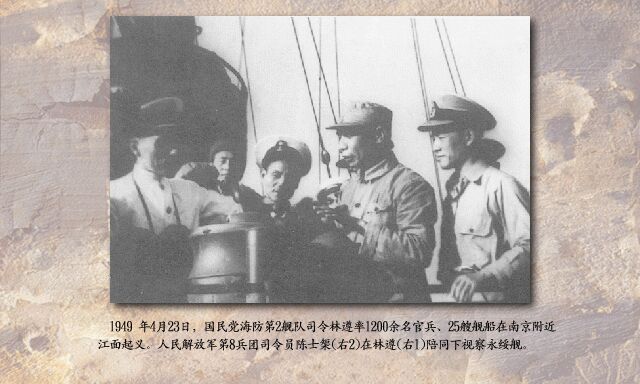 1949 年4月23日，国民党海防第2舰队司令林遵率1200余名官兵、25艘舰船在南京附近
江面起义。人民解放军第8兵团司令员陈士榘(右2)在林遵(右1)陪同下视察永绥舰。